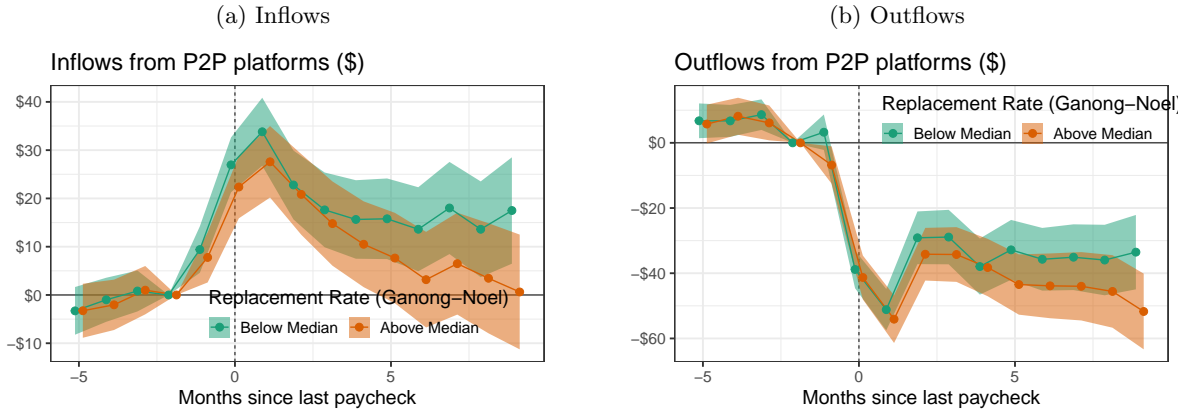 (a) Inflows
Inflows from P2P platforms ($)
$40
$30
$20
$10
$0
−$10
Replacement Rate (Ganong−Noel)
Below Median
Above Median
−5
0
5
Months since last paycheck
(b) Outflows
Outflows from P2P platforms ($)
Replacement Rate (Ganong−Noel)
Below Median
Above Median
$0
−$20
−$40
−$60
−5
0
5
Months since last paycheck